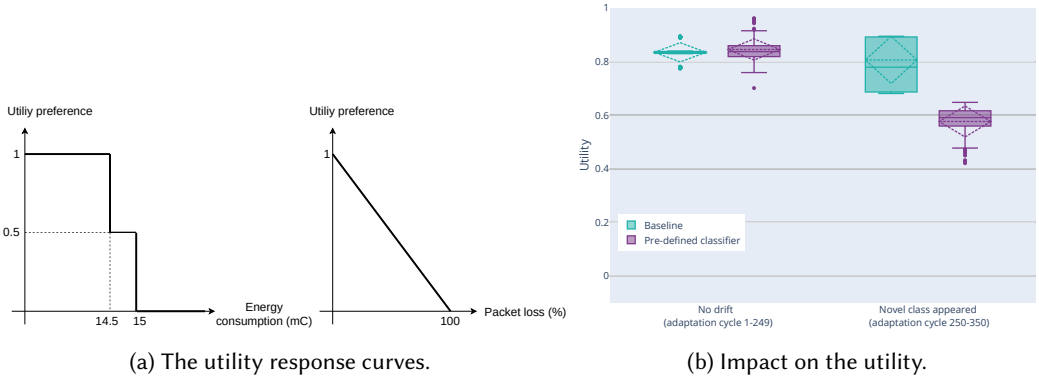 Utiliy preference
1
0.5
14.5
15
Energy
consumption (mC)
Utiliy preference
1
100
Packet loss (%)
(a) The utility response curves.
1
0.8
0.6
0.4
0.2
0
Utility
Baseline
Pre-defined classifier
No drift
(adaptation cycle 1-249)
Novel class appeared
(adaptation cycle 250-350)
(b) Impact on the utility.